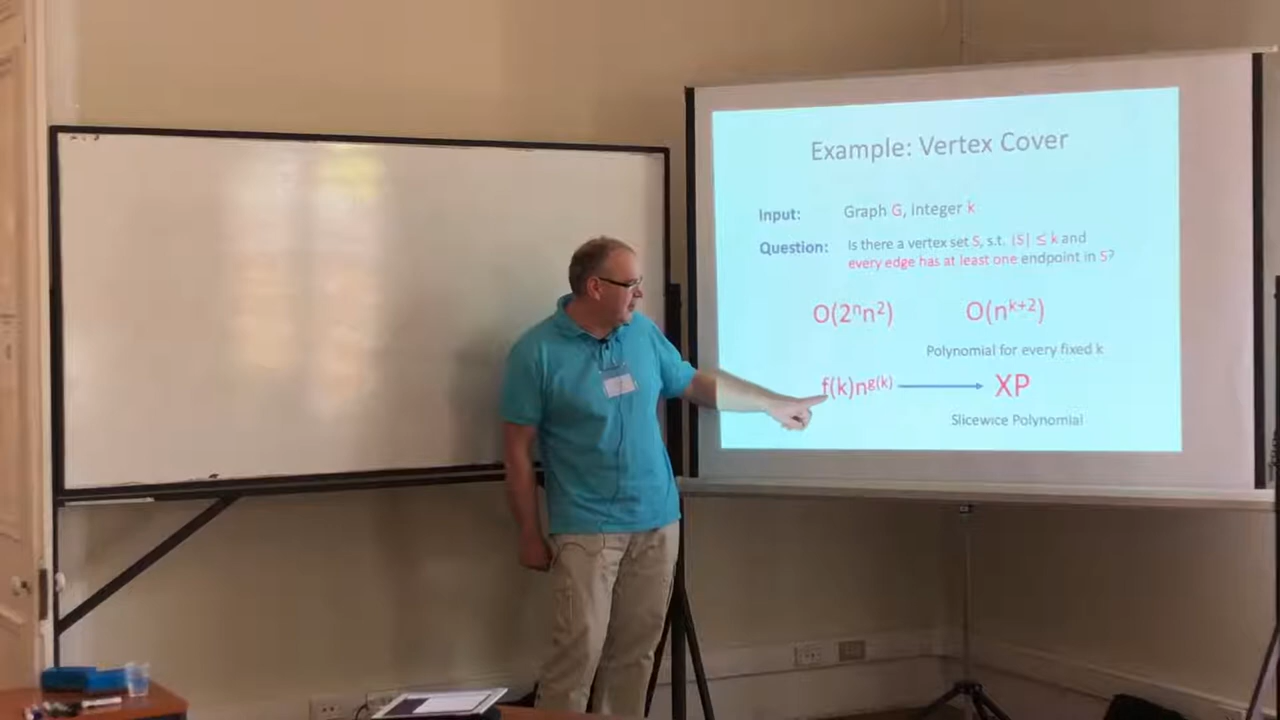 Example: Vertex Cover
Input: Graph G, integer k
Question: Is there a vertex set S, s.t. |S| ≤ k and
every edge has at least one endpoint in S?
O(2ⁿn²) O(nᵏ⁺²)
Polynomial for every fixed k
f(k)n^g(k) XP
Slicewise Polynomial